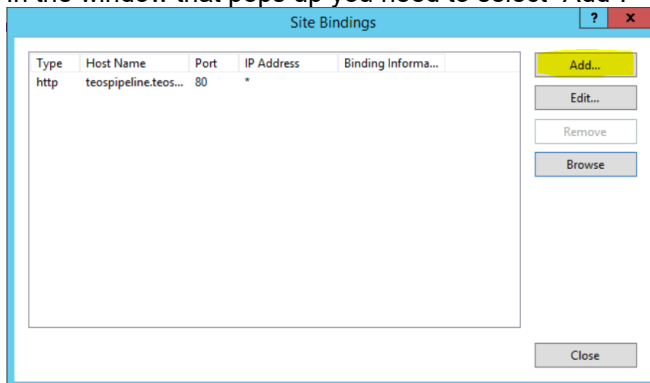 in the window that pops up you need to select "Add".
Site Bindings ? x
Type Host Name Port IP Address Binding Informa... Add...
http teospipeline.teos... 80 * Edit...
Remove
Browse
Close